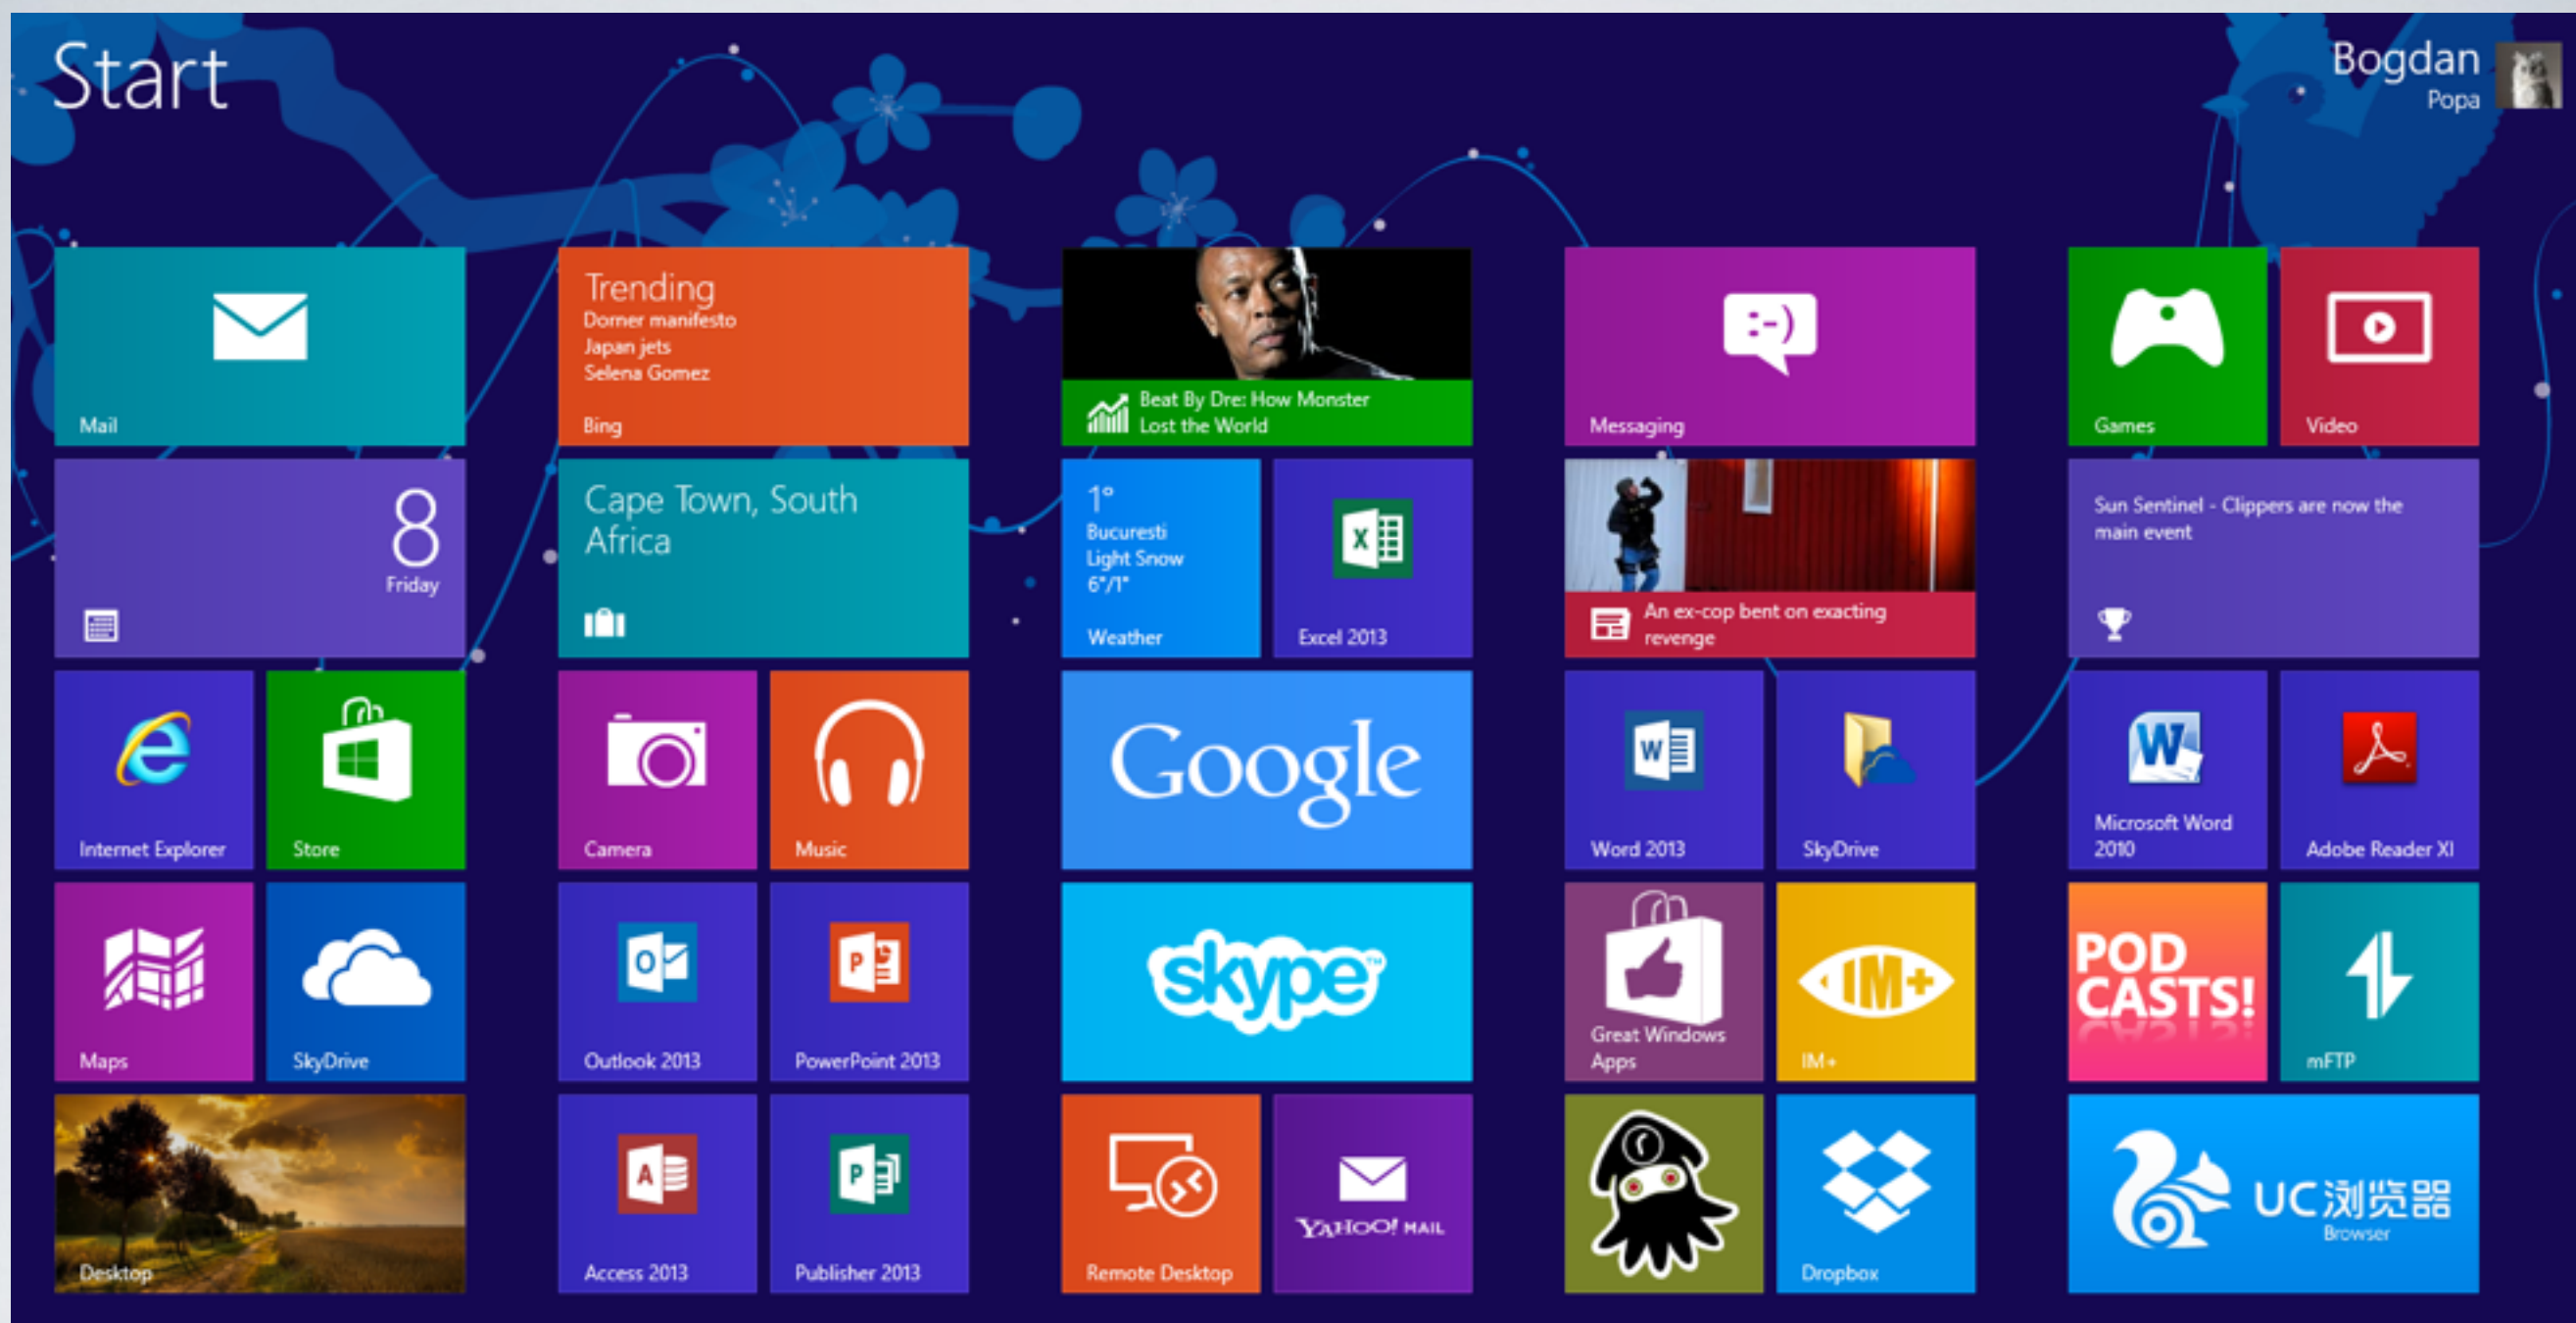 Start
Bogdan
Popa
Mail
Trending
Dorner manifesto
Japan jets
Selena Gomez
Bing
Beat By Dre: How Monster
Lost the World
Messaging
:-)
Games
Video
8
Friday
Cape Town, South
Africa
1°
Bucuresti
Light Snow
6°/1°
Weather
X
Excel 2013
An ex-cop bent on exacting
revenge
Sun Sentinel - Clippers are now the
main event
Internet Explorer
Store
Camera
Music
Google
W
Word 2013
SkyDrive
W
Microsoft Word
2010
Adobe Reader XI
Maps
SkyDrive
O
Outlook 2013
P
PowerPoint 2013
skype™
Great Windows
Apps
IM+
IM+
POD
CASTS!
mFTP
Desktop
A
Access 2013
P
Publisher 2013
Remote Desktop
YAHOO! MAIL
Dropbox
UC浏览器
Browser